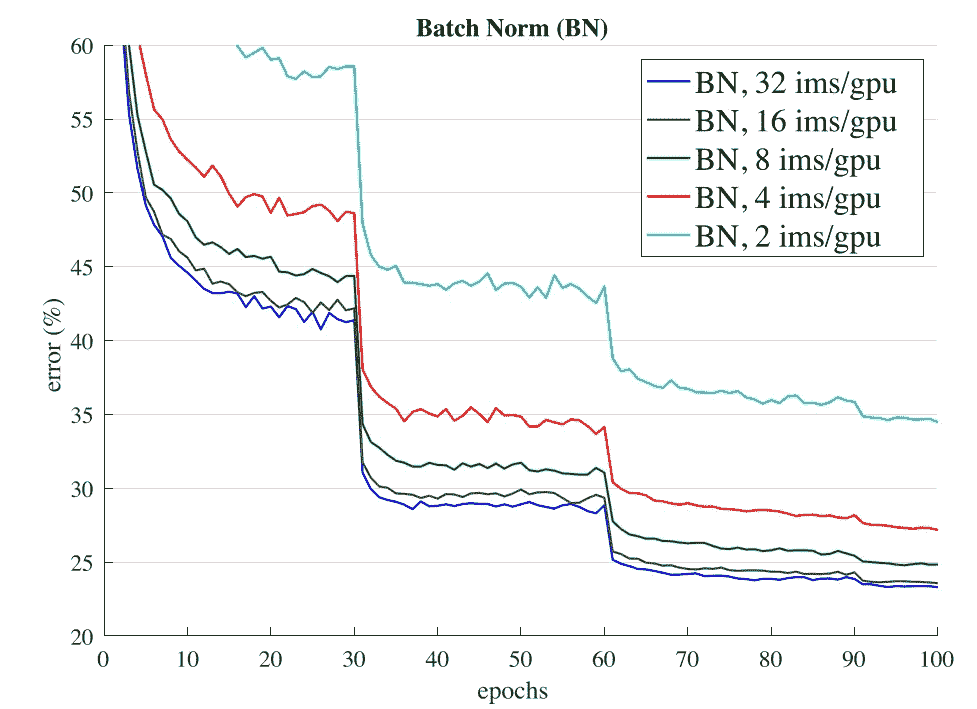 Batch Norm (BN)
60
55
50
45
40
35
30
25
20
error (%)
BN, 32 ims/gpu
BN, 16 ims/gpu
BN, 8 ims/gpu
BN, 4 ims/gpu
BN, 2 ims/gpu
0 10 20 30 40 50 60 70 80 90 100
epochs